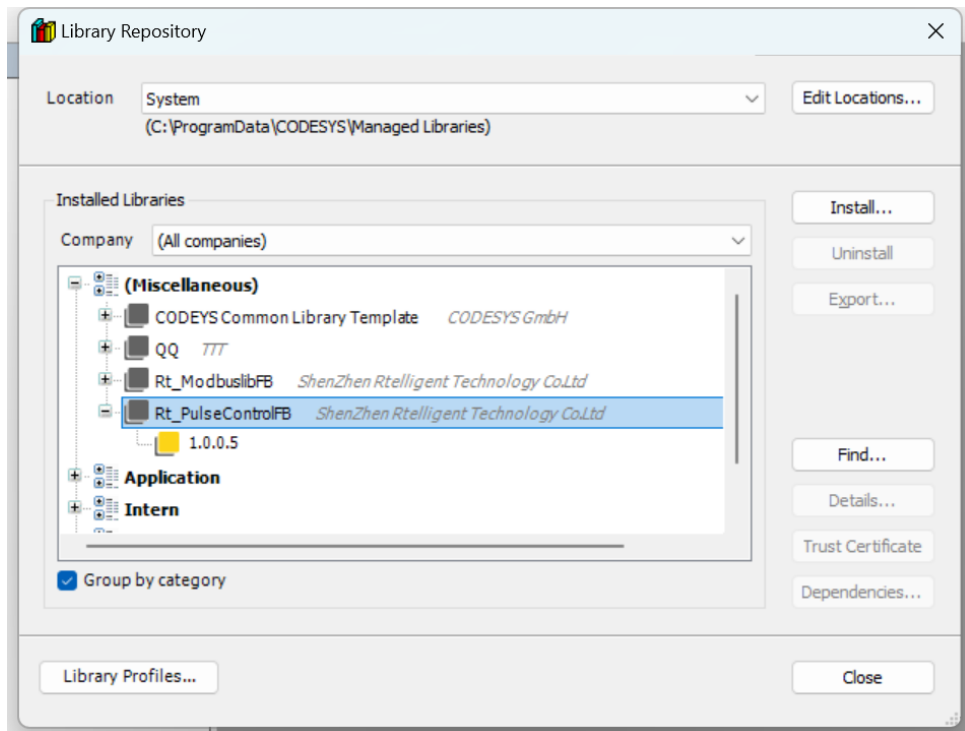 Library Repository
Location System Edit Locations...
(C:\ProgramData\CODESYS\Managed Libraries)
Installed Libraries
Install...
Company (All companies)
Uninstall
(Miscellaneous)
Export...
CODEYS Common Library Template CODESYS GmbH
QQ TTT
Rt_ModbuslibFB ShenZhen Rtelligent Technology Co.Ltd
Rt_PulseControlFB ShenZhen Rtelligent Technology Co.Ltd
1.0.0.5
Find...
Application
Details...
Intern
Trust Certificate
Group by category
Dependencies...
Library Profiles... Close